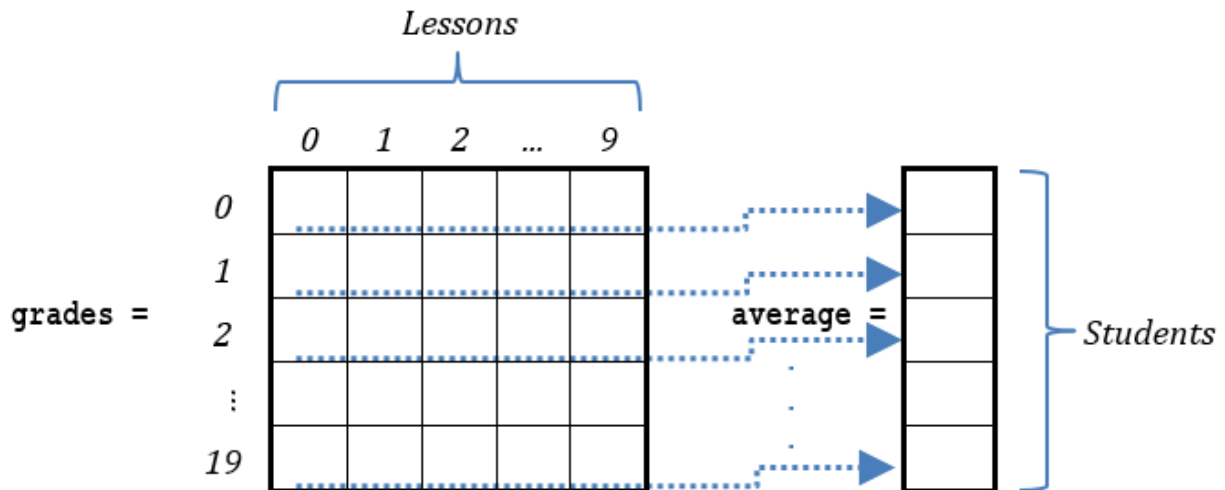 Lessons
0 1 2 ... 9
0
1
grades =
2
average =
Students
...
19